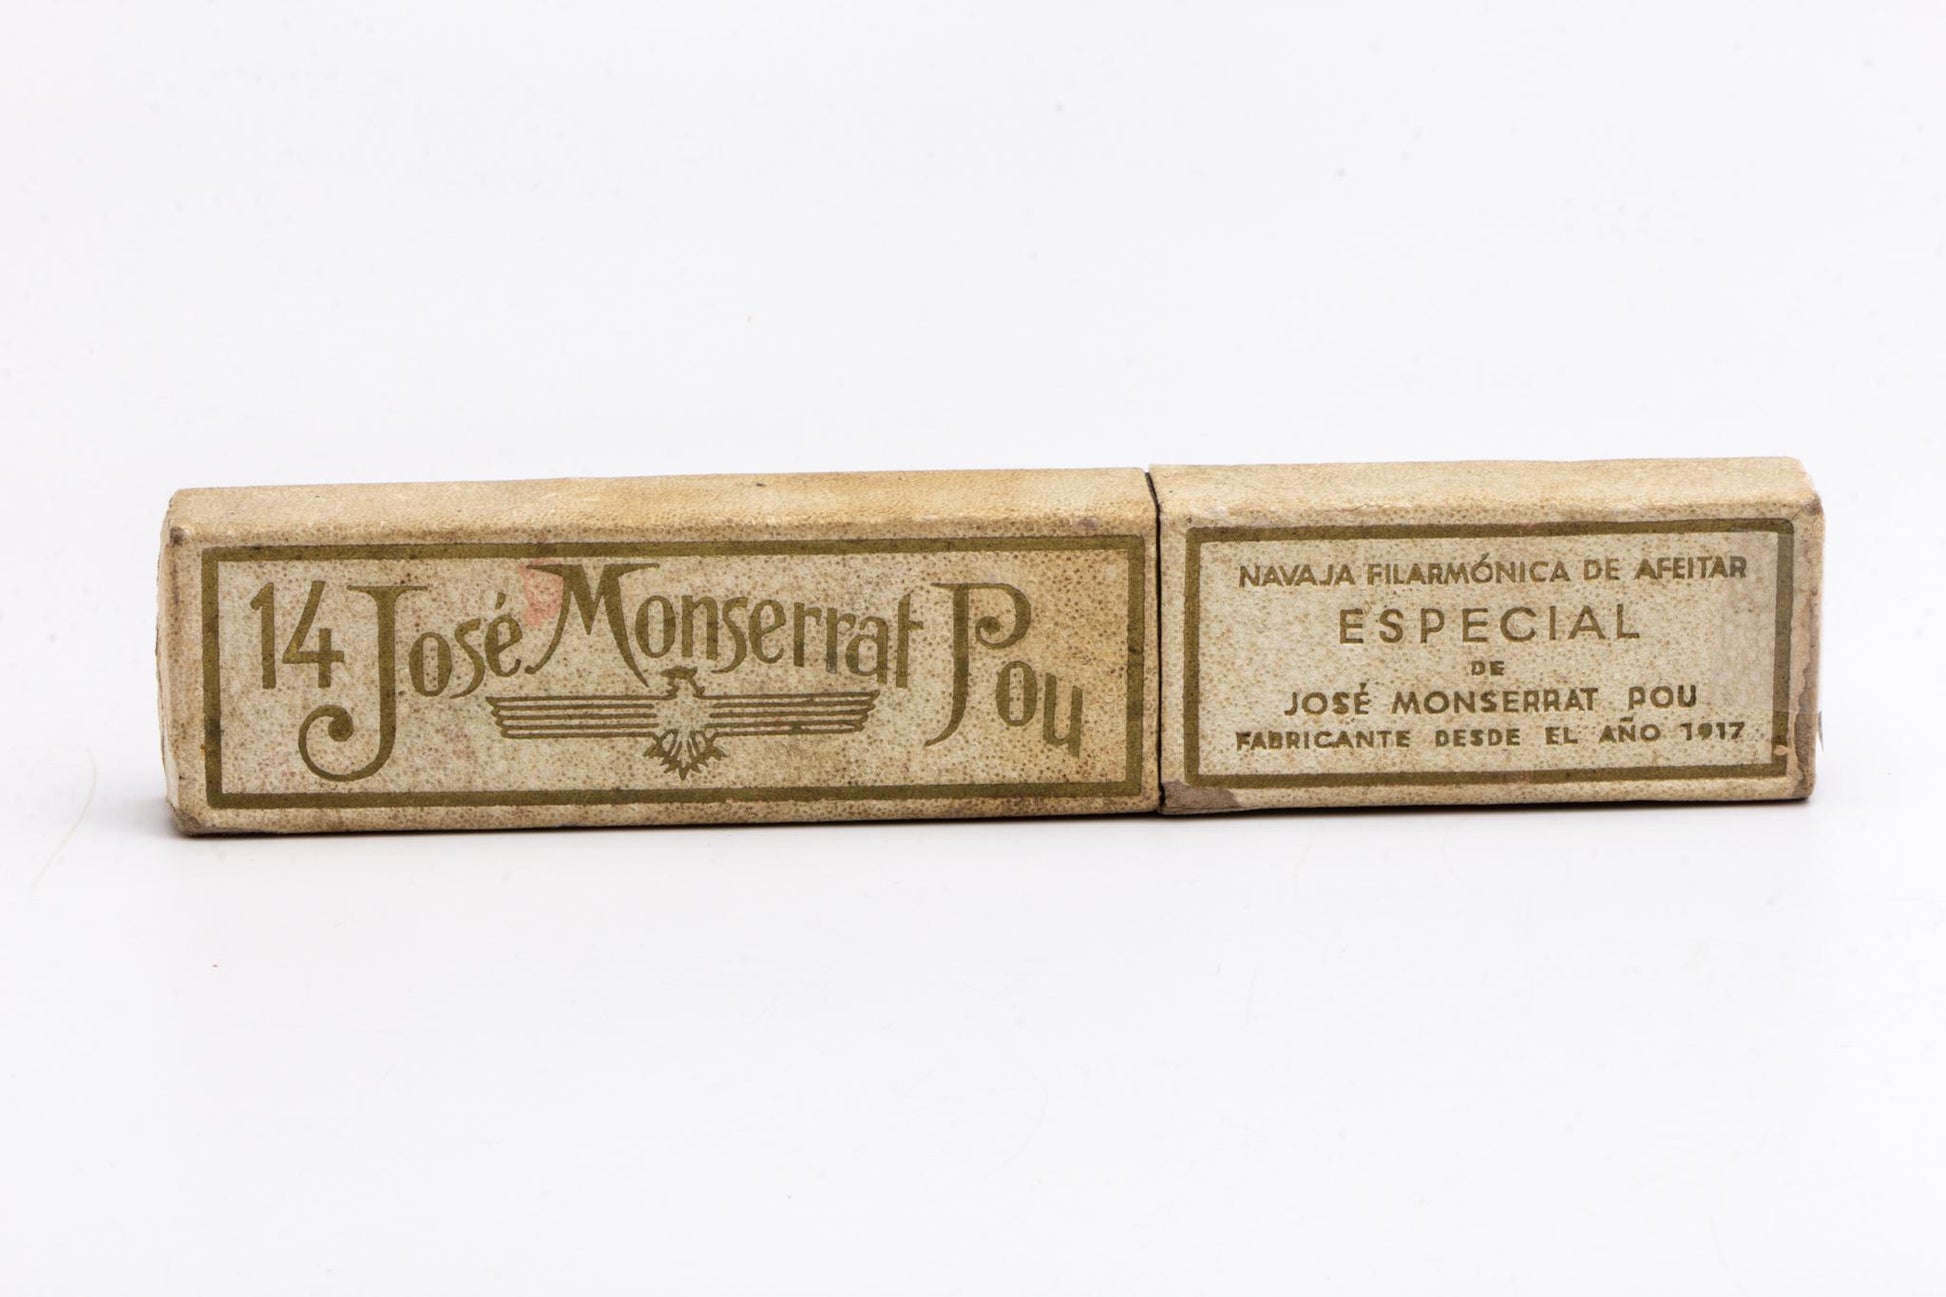 14 José Monserrat Pou
NAVAJA FILARMÓNICA DE AFEITAR
ESPECIAL
DE
JOSÉ MONSERRAT POU
FABRICANTE DESDE EL AÑO 1917